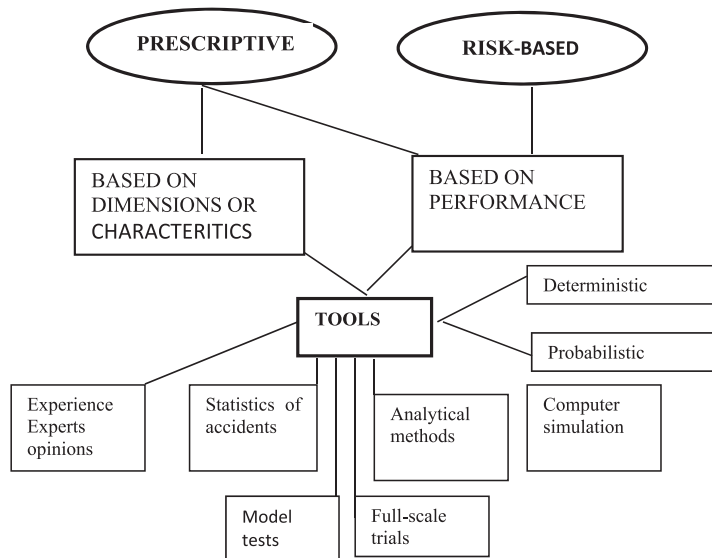 PRESCRIPTIVE
RISK-BASED
BASED ON
DIMENSIONS OR
CHARACTERITICS
BASED ON
PERFORMANCE
TOOLS
Deterministic
Probabilistic
Experience
Experts
opinions
Statistics of
accidents
Analytical
methods
Computer
simulation
Model
tests
Full-scale
trials